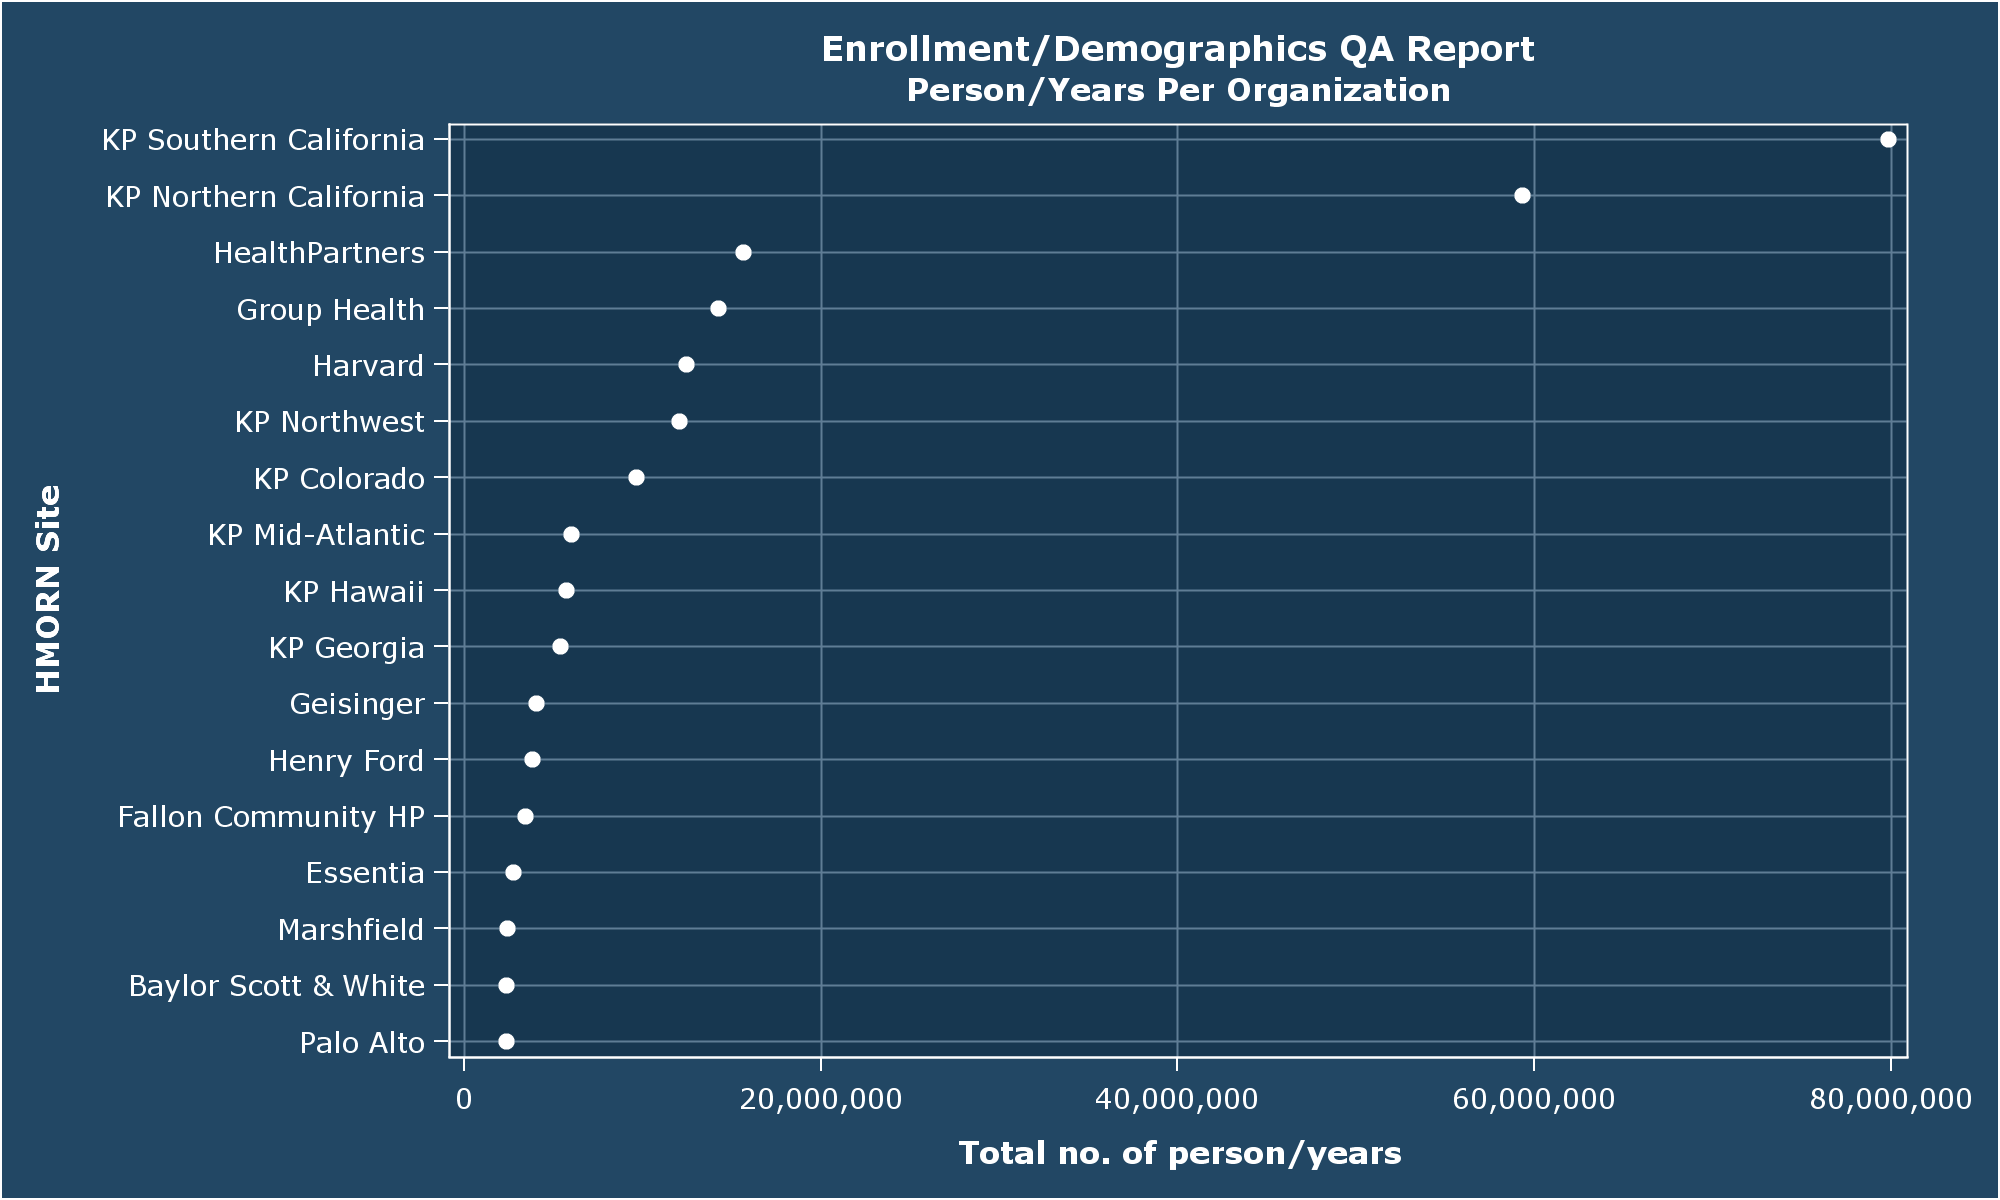 Enrollment/Demographics QA Report
Person/Years Per Organization
HMORN Site
KP Southern California
KP Northern California
HealthPartners
Group Health
Harvard
KP Northwest
KP Colorado
KP Mid-Atlantic
KP Hawaii
KP Georgia
Geisinger
Henry Ford
Fallon Community HP
Essentia
Marshfield
Baylor Scott & White
Palo Alto
0 20,000,000 40,000,000 60,000,000 80,000,000
Total no. of person/years